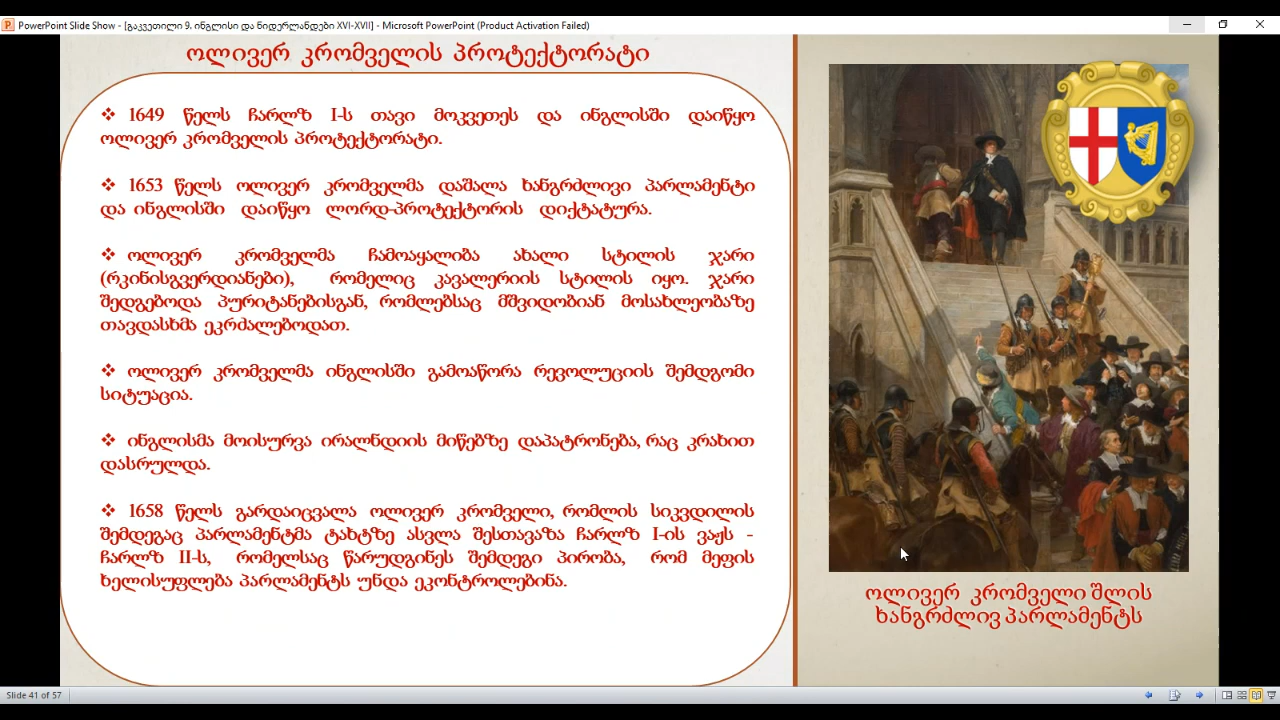 PowerPoint Slide Show - [გაკვეთილი 9. ინგლისი და ნიდერლანდები XVI-XVII] - Microsoft PowerPoint (Product Activation Failed)
ოლივერ კრომველის პროტექტორატი
❖ 1649 წელს ჩარლზ I-ს თავი მოკვეთეს და ინგლისში დაიწყო
ოლივერ კრომველის პროტექტორატი.
❖ 1653 წელს ოლივერ კრომველმა დაშალა ხანგრძლივი პარლამენტი
და ინგლისში დაიწყო ლორდ-პროტექტორის დიქტატურა.
❖ ოლივერ კრომველმა ჩამოაყალიბა ახალი სტილის ჯარი
(რკინისგვერდიანები), რომელიც კავალერიის სტილის იყო. ჯარი
შედგებოდა პურიტანებისგან, რომლებსაც მშვიდობიან მოსახლეობაზე
თავდასხმა ეკრძალებოდათ.
❖ ოლივერ კრომველმა ინგლისში გამოაწორა რევოლუციის შემდგომი
სიტუაცია.
❖ ინგლისმა მოისურვა ირალნდიის მიწებზე დაპატრონება, რაც კრახით
დასრულდა.
❖ 1658 წელს გარდაიცვალა ოლივერ კრომველი, რომლის სიკვდილის
შემდეგაც პარლამენტმა ტახტზე ასვლა შესთავაზა ჩარლზ I-ის ვაჟს -
ჩარლზ II-ს, რომელსაც წარუდგინეს შემდეგი პირობა, რომ მეფის
ხელისუფლება პარლამენტს უნდა ეკონტროლებინა.
ოლივერ კრომველი შლის
ხანგრძლივ პარლამენტს
Slide 41 of 57